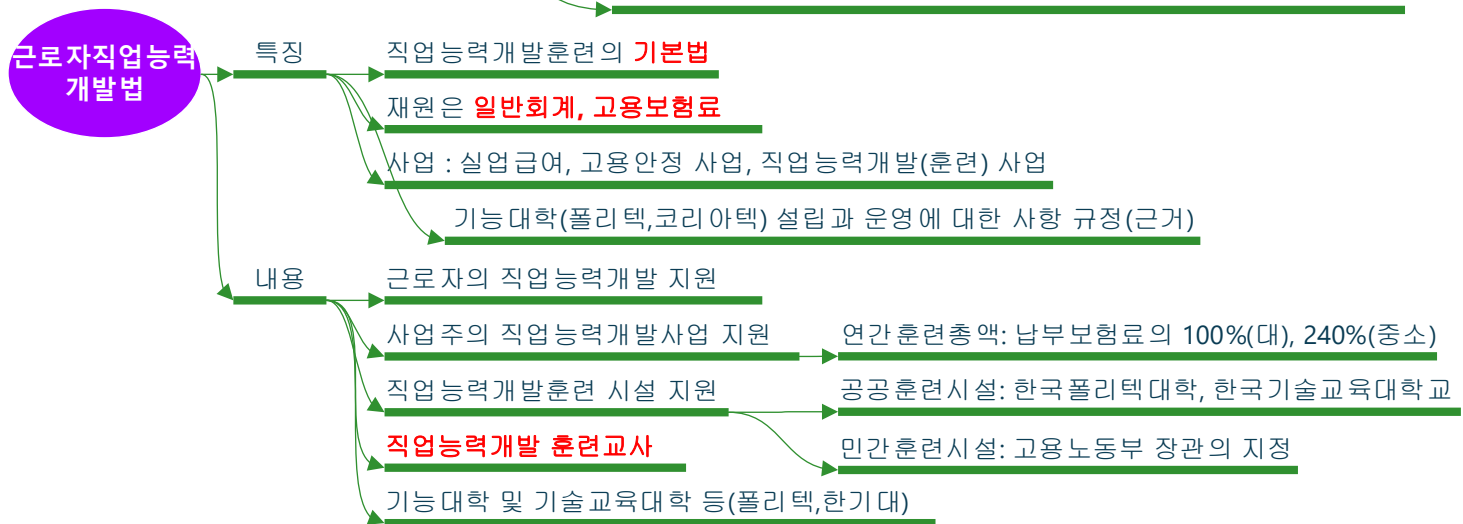 근로자직업능력
개발법
특징
직업능력개발훈련의 기본법
재원은 일반회계, 고용보험료
사업 : 실업급여, 고용안정 사업, 직업능력개발(훈련) 사업
기능대학(폴리텍,코리아텍) 설립과 운영에 대한 사항 규정(근거)
내용
근로자의 직업능력개발 지원
사업주의 직업능력개발사업 지원
연간훈련총액: 납부보험료의 100%(대), 240%(중소)
직업능력개발훈련 시설 지원
공공훈련시설: 한국폴리텍대학, 한국기술교육대학교
민간훈련시설: 고용노동부 장관의 지정
직업능력개발 훈련교사
기능대학 및 기술교육대학 등(폴리텍,한기대)